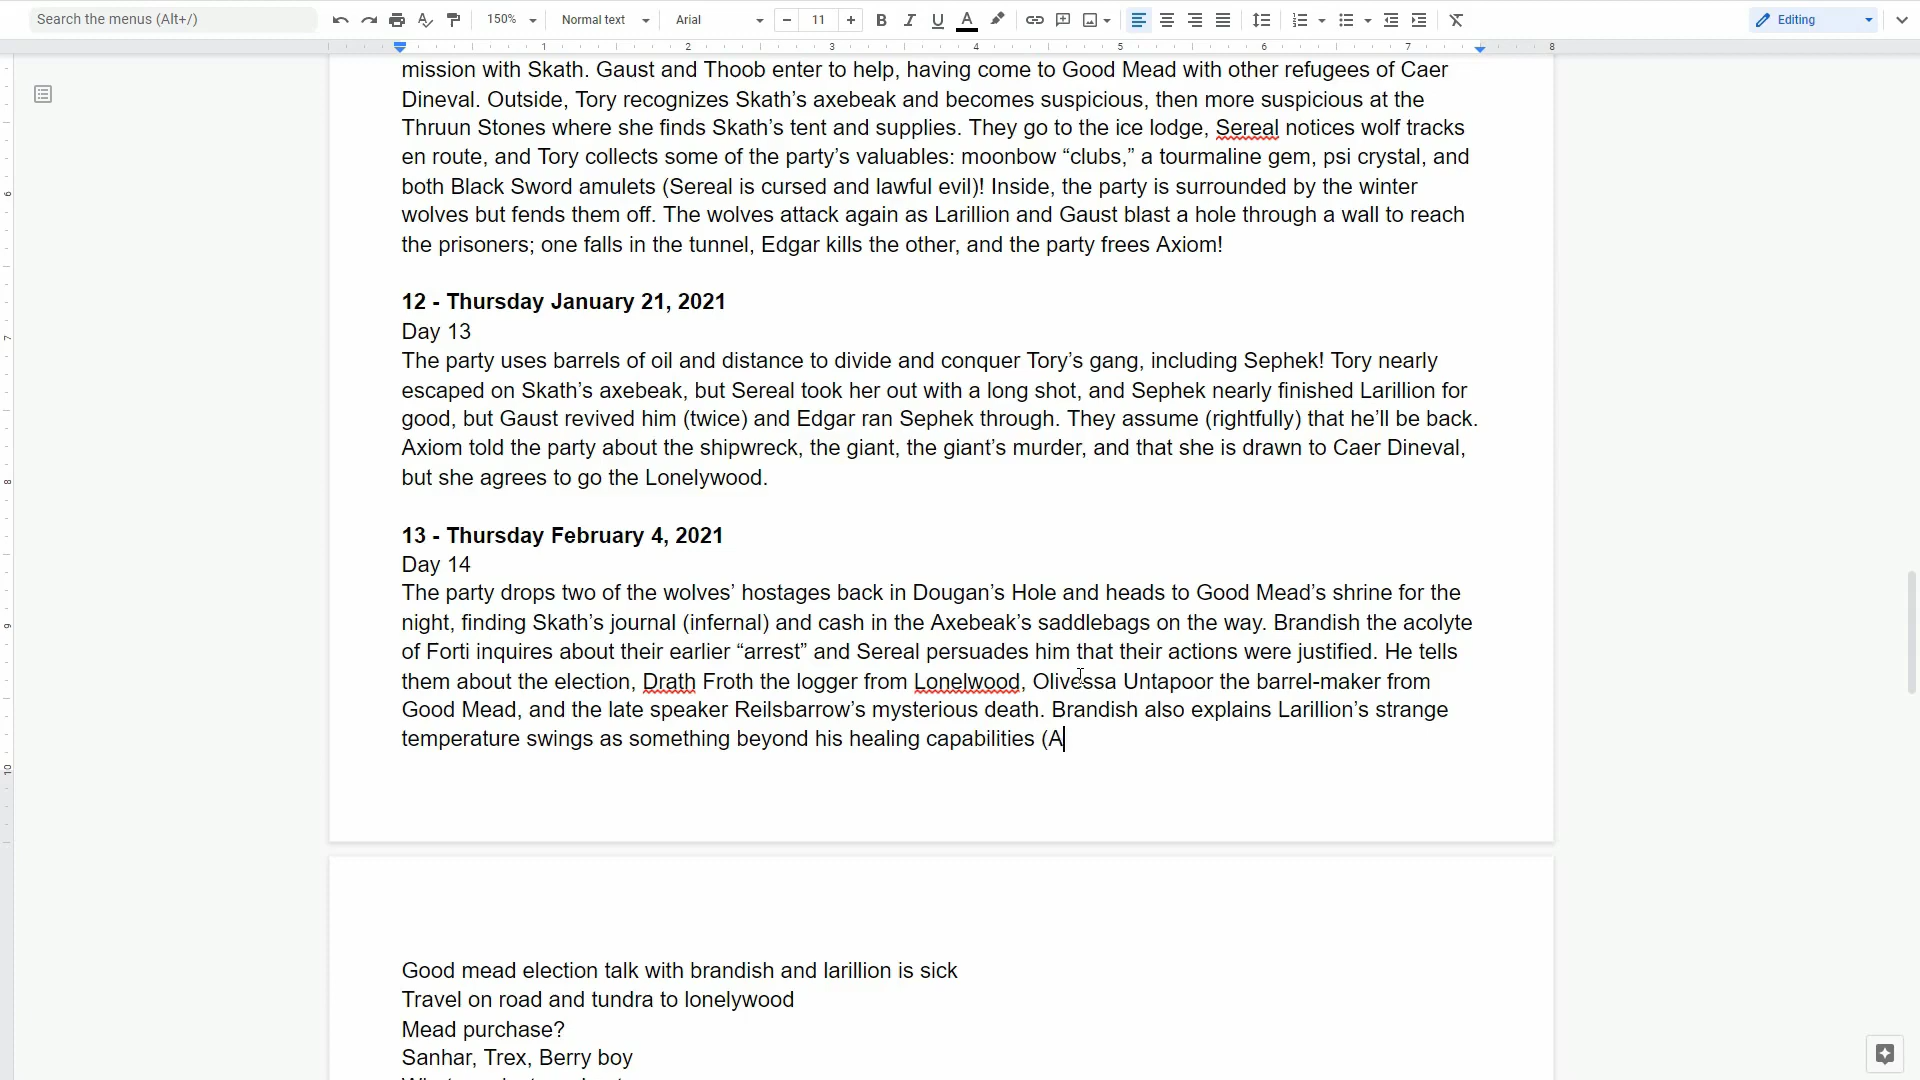 Search the menus (Alt+/)
150%
Normal text
Arial
11
Editing
1 2 3 4 5 6 7 8
mission with Skath. Gaust and Thoob enter to help, having come to Good Mead with other refugees of Caer
Dineval. Outside, Tory recognizes Skath’s axebeak and becomes suspicious, then more suspicious at the
Thruun Stones where she finds Skath’s tent and supplies. They go to the ice lodge, Sereal notices wolf tracks
en route, and Tory collects some of the party’s valuables: moonbow “clubs,” a tourmaline gem, psi crystal, and
both Black Sword amulets (Sereal is cursed and lawful evil)! Inside, the party is surrounded by the winter
wolves but fends them off. The wolves attack again as Larillion and Gaust blast a hole through a wall to reach
the prisoners; one falls in the tunnel, Edgar kills the other, and the party frees Axiom!
12 - Thursday January 21, 2021
Day 13
The party uses barrels of oil and distance to divide and conquer Tory’s gang, including Sephek! Tory nearly
escaped on Skath’s axebeak, but Sereal took her out with a long shot, and Sephek nearly finished Larillion for
good, but Gaust revived him (twice) and Edgar ran Sephek through. They assume (rightfully) that he’ll be back.
Axiom told the party about the shipwreck, the giant, the giant’s murder, and that she is drawn to Caer Dineval,
but she agrees to go the Lonelywood.
13 - Thursday February 4, 2021
Day 14
The party drops two of the wolves’ hostages back in Dougan’s Hole and heads to Good Mead’s shrine for the
night, finding Skath’s journal (infernal) and cash in the Axebeak’s saddlebags on the way. Brandish the acolyte
of Forti inquires about their earlier “arrest” and Sereal persuades him that their actions were justified. He tells
them about the election, Drath Froth the logger from Lonelwood, Olivessa Untapoor the barrel-maker from
Good Mead, and the late speaker Reilsbarrow’s mysterious death. Brandish also explains Larillion’s strange
temperature swings as something beyond his healing capabilities (A
Good mead election talk with brandish and larillion is sick
Travel on road and tundra to lonelywood
Mead purchase?
Sanhar, Trex, Berry boy
6
7
8
9
10